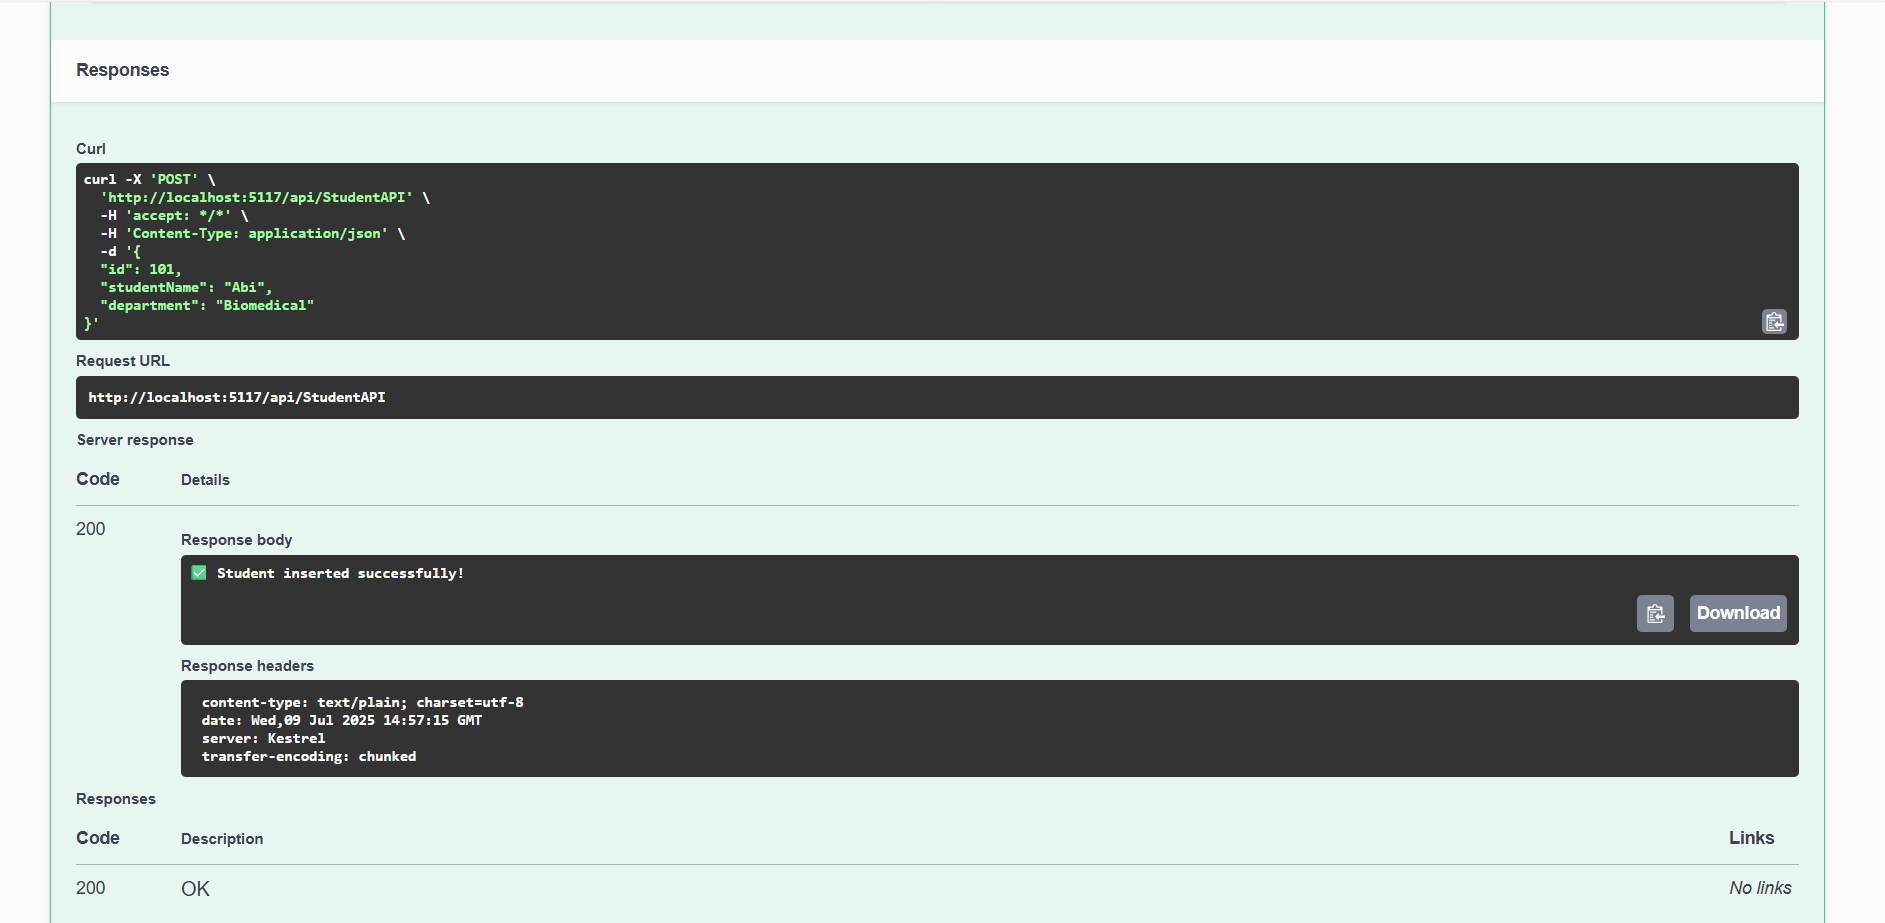 Responses
Curl
curl -X 'POST' \
  'http://localhost:5117/api/StudentAPI' \
  -H 'accept: */*' \
  -H 'Content-Type: application/json' \
  -d '{
  "id": 101,
  "studentName": "Abi",
  "department": "Biomedical"
}'
Request URL
http://localhost:5117/api/StudentAPI
Server response
Code Details
200
Response body
✅ Student inserted successfully!
Download
Response headers
content-type: text/plain; charset=utf-8
date: Wed,09 Jul 2025 14:57:15 GMT
server: Kestrel
transfer-encoding: chunked
Responses
Code Description Links
200 OK No links